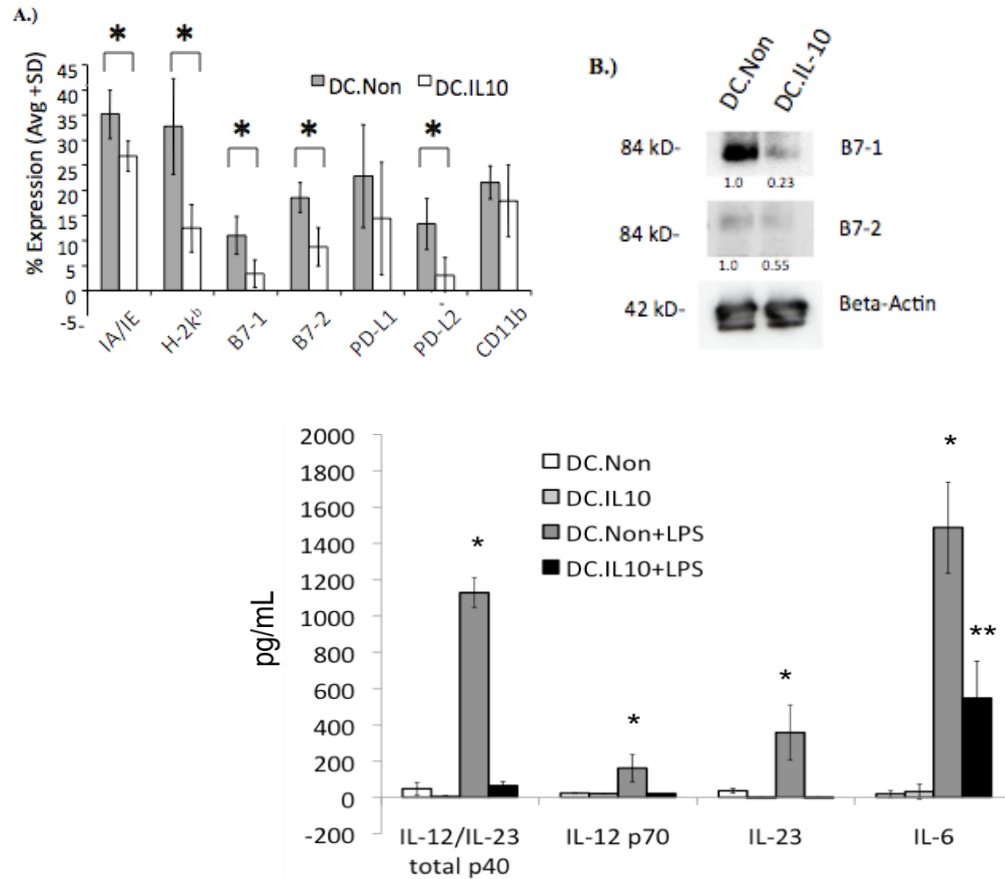 A.)
* * * * *
% Expression (Avg +SD)
45
40
35
30
25
20
15
10
5
0
-5
DC.Non DC.IL10
IA/IE H-2kᵇ B7-1 B7-2 PD-L1 PD-L2 CD11b
B.)
DC.Non DC.IL-10
84 kD- B7-1
1.0 0.23
84 kD- B7-2
1.0 0.55
42 kD- Beta-Actin
pg/mL
2000
1800
1600
1400
1200
1000
800
600
400
200
0
-200
DC.Non
DC.IL10
DC.Non+LPS
DC.IL10+LPS
* * * * **
IL-12/IL-23 IL-12 p70 IL-23 IL-6
total p40